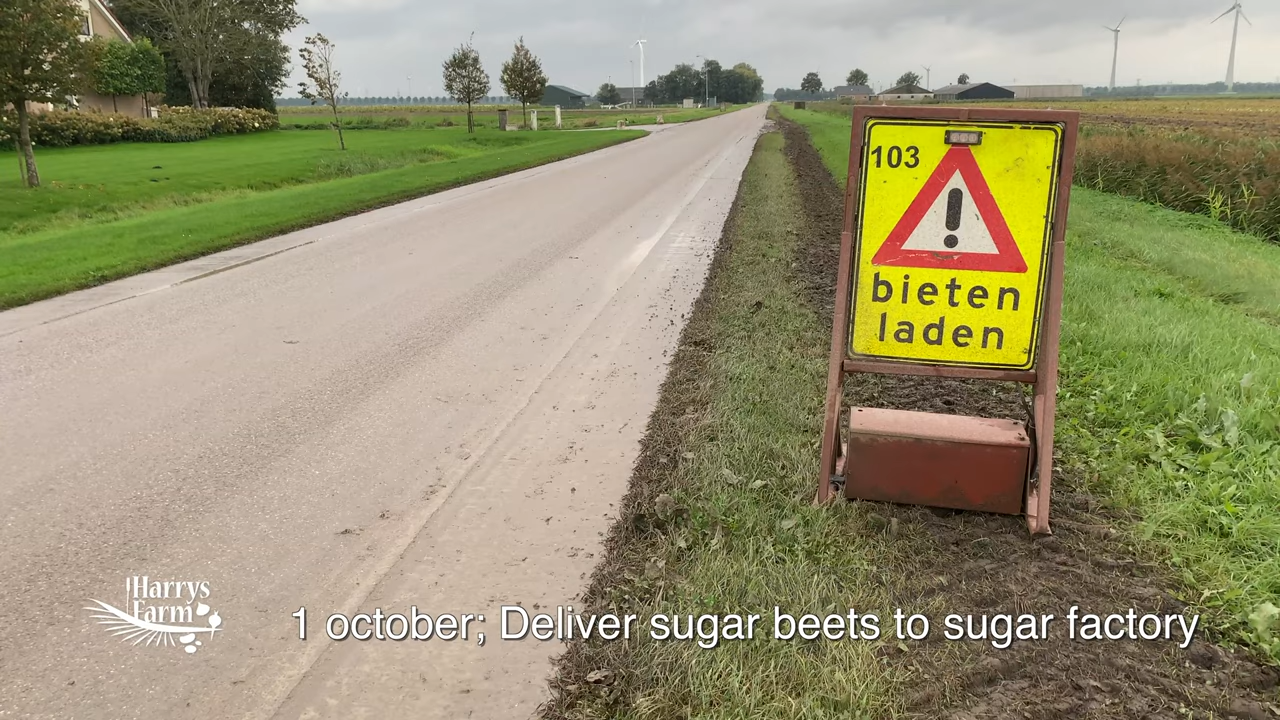 103
bieten
laden
Harrys
Farm
1 october; Deliver sugar beets to sugar factory